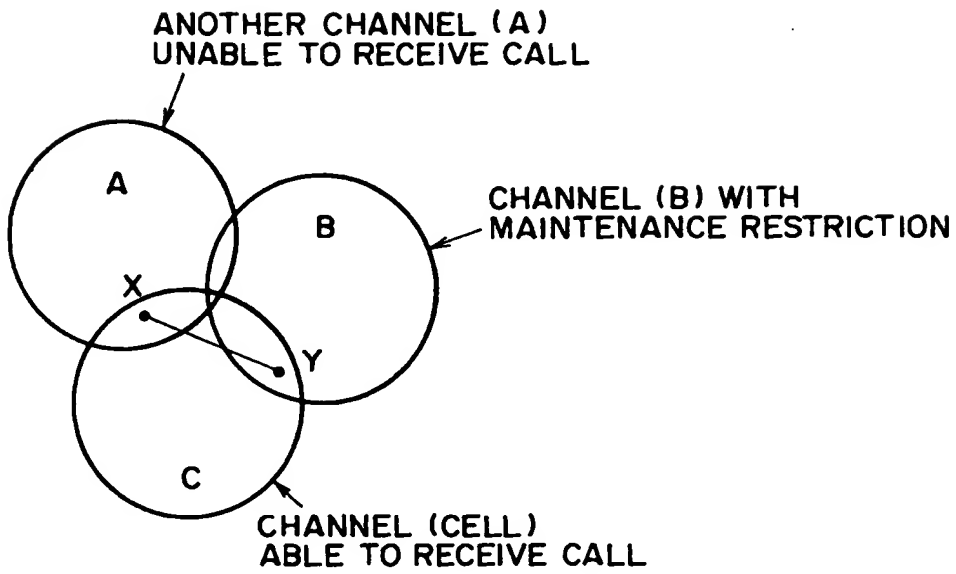 ANOTHER CHANNEL (A)
UNABLE TO RECEIVE CALL
A
B
CHANNEL (B) WITH
MAINTENANCE RESTRICTION
X
Y
C
CHANNEL (CELL)
ABLE TO RECEIVE CALL